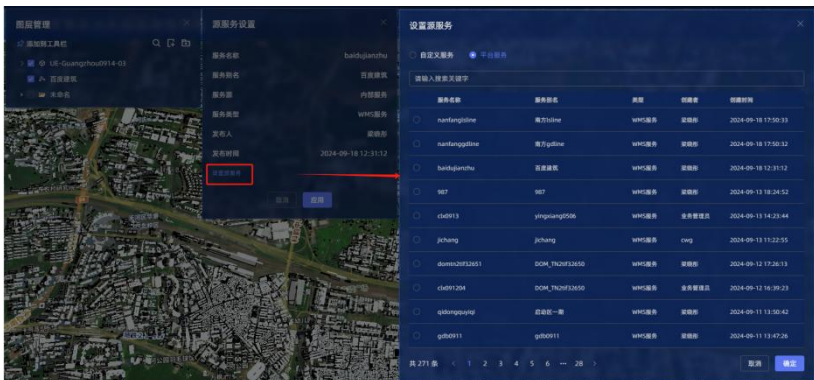 图层管理
添加到工具栏
UE-Guangzhou0914-03
百度建筑
未命名
源服务设置
服务名称 baidujianzhu
服务别名 百度建筑
服务源 内部服务
服务类型 WMS服务
发布人 梁晓彤
发布时间 2024-09-18 12:31:12
设置源服务
取消 应用
设置源服务
自定义服务 平台服务
请输入搜索关键字
服务名称 服务别名 类型 创建者 创建时间
nanfanglsline 南方lsline WMS服务 梁晓彤 2024-09-18 17:50:33
nanfanggdline 南方gdline WMS服务 梁晓彤 2024-09-18 17:50:32
baidujianzhu 百度建筑 WMS服务 梁晓彤 2024-09-18 12:31:12
987 987 WMS服务 梁晓彤 2024-09-13 18:24:52
clx0913 yingxiang0506 WMS服务 业务管理员 2024-09-13 14:23:44
jichang jichang WMS服务 cwg 2024-09-13 11:22:55
domtn2tif32651 DOM_TN2tif32650 WMS服务 梁晓彤 2024-09-12 17:26:13
clx091204 DOM_TN2tif32650 WMS服务 业务管理员 2024-09-12 16:39:23
qidongquyiqi 启动区一期 WMS服务 梁晓彤 2024-09-11 13:50:42
gdb0911 gdb0911 WMS服务 梁晓彤 2024-09-11 13:47:26
共 271 条 < 1 2 3 4 5 6 ••• 28 >
取消 确定